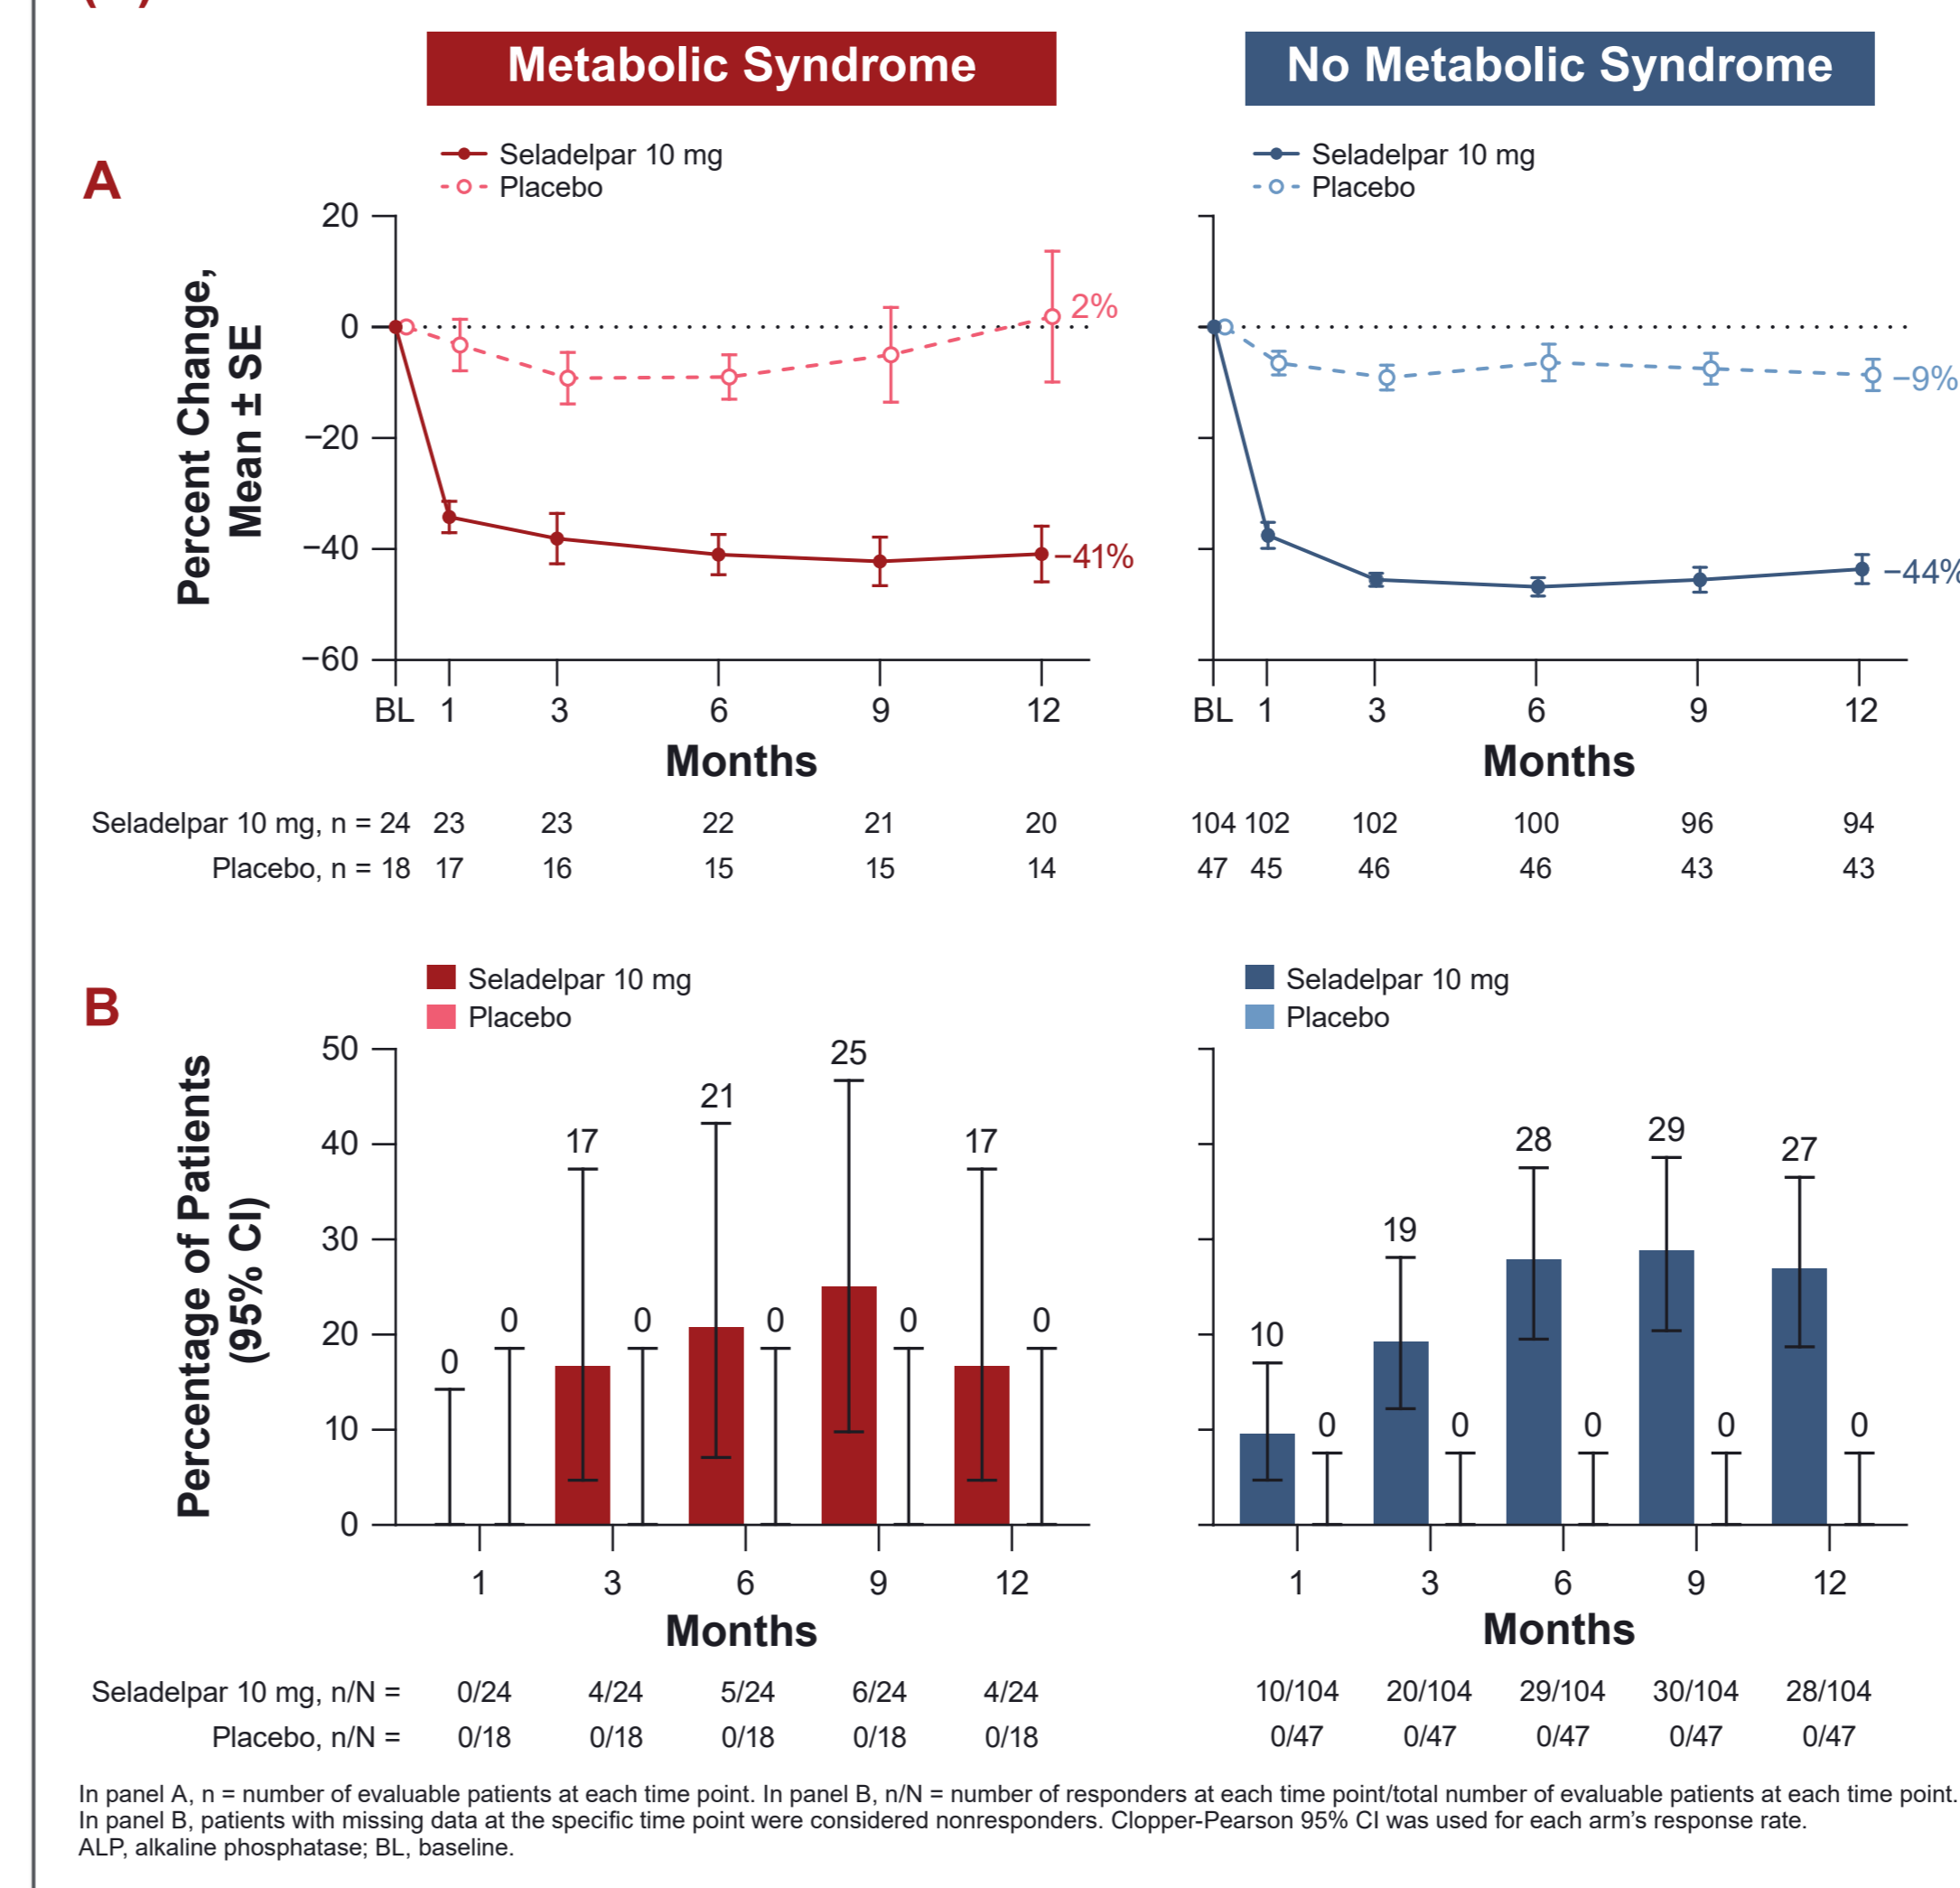 Metabolic Syndrome
No Metabolic Syndrome
A
Seladelpar 10 mg
Placebo
Seladelpar 10 mg
Placebo
Percent Change,
Mean ± SE
20
0
−20
−40
−60
2%
−41%
−9%
−44%
BL 1 3 6 9 12
BL 1 3 6 9 12
Months
Months
Seladelpar 10 mg, n = 24 23 23 22 21 20 104 102 102 100 96 94
Placebo, n = 18 17 16 15 15 14 47 45 46 46 43 43
B
Seladelpar 10 mg
Placebo
Seladelpar 10 mg
Placebo
Percentage of Patients
(95% CI)
50
40
30
20
10
0
0 0 17 0 21 0 25 0 17 0
10 0 19 0 28 0 29 0 27 0
1 3 6 9 12
1 3 6 9 12
Months
Months
Seladelpar 10 mg, n/N = 0/24 4/24 5/24 6/24 4/24 10/104 20/104 29/104 30/104 28/104
Placebo, n/N = 0/18 0/18 0/18 0/18 0/18 0/47 0/47 0/47 0/47 0/47
In panel A, n = number of evaluable patients at each time point. In panel B, n/N = number of responders at each time point/total number of evaluable patients at each time point.
In panel B, patients with missing data at the specific time point were considered nonresponders. Clopper-Pearson 95% CI was used for each arm’s response rate.
ALP, alkaline phosphatase; BL, baseline.